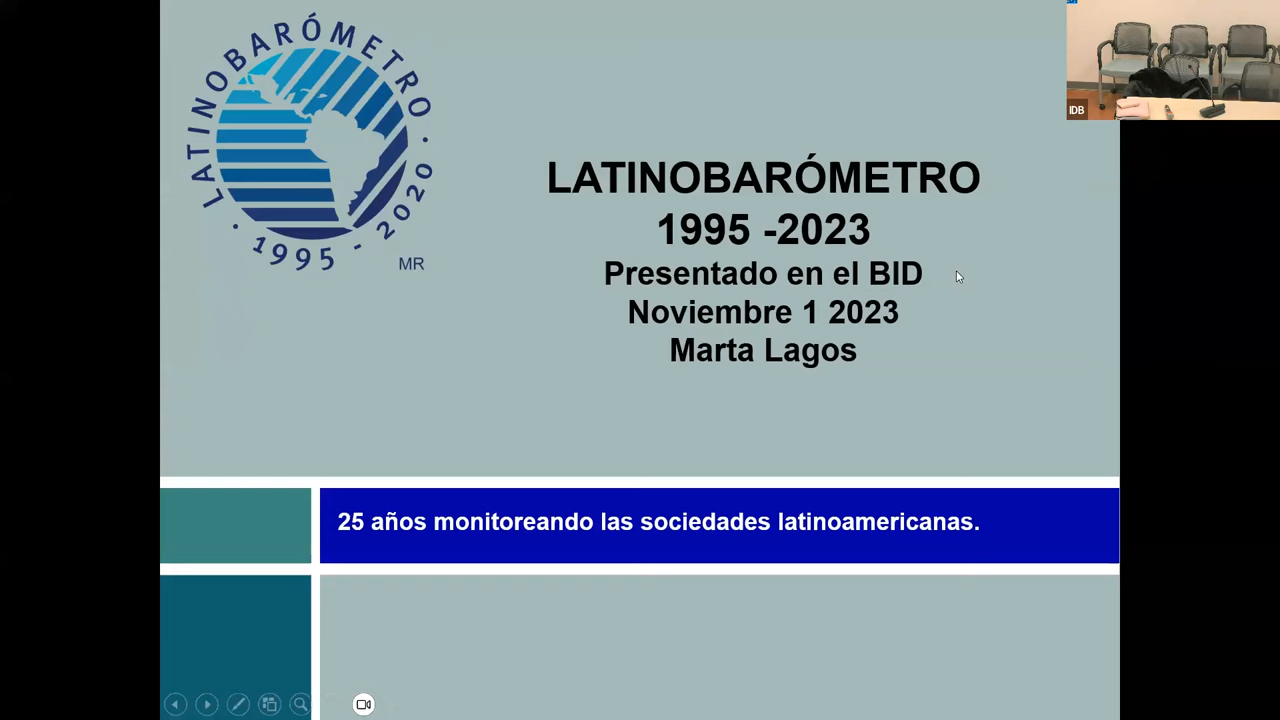 LATINOBARÓMETRO
· 1995 - 2020 ·
MR
IDB
LATINOBARÓMETRO
1995 -2023
Presentado en el BID
Noviembre 1 2023
Marta Lagos
25 años monitoreando las sociedades latinoamericanas.